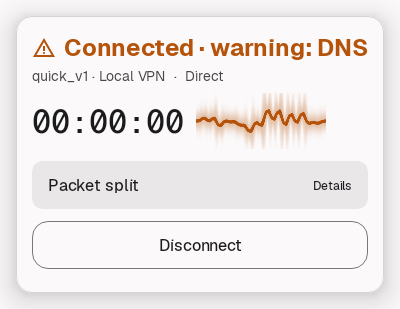 Connected · warning: DNS
quick_v1 · Local VPN · Direct
00:00:00
Packet split Details
Disconnect